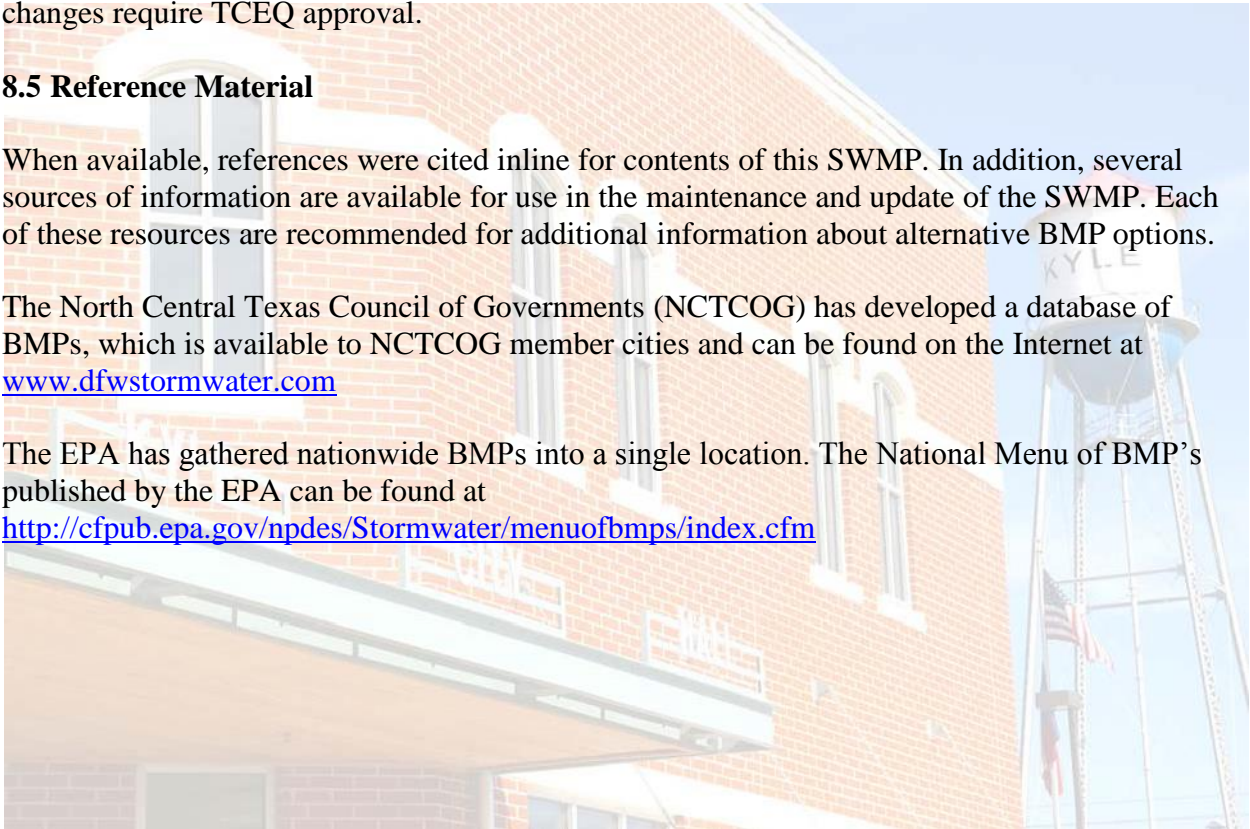 changes require TCEQ approval.
8.5 Reference Material
When available, references were cited inline for contents of this SWMP. In addition, several
sources of information are available for use in the maintenance and update of the SWMP. Each
of these resources are recommended for additional information about alternative BMP options.
The North Central Texas Council of Governments (NCTCOG) has developed a database of
BMPs, which is available to NCTCOG member cities and can be found on the Internet at
www.dfwstormwater.com
The EPA has gathered nationwide BMPs into a single location. The National Menu of BMP’s
published by the EPA can be found at
http://cfpub.epa.gov/npdes/Stormwater/menuofbmps/index.cfm
KYLE
CITY
HALL